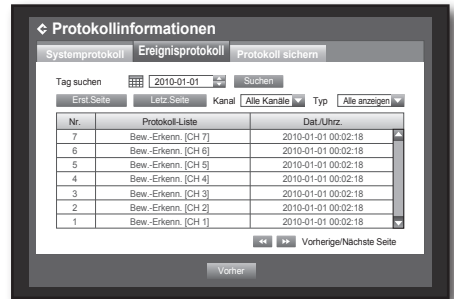 Protokollinformationen
Systemprotokoll Ereignisprotokoll Protokoll sichern
Tag suchen 2010-01-01 Suchen
Erst.Seite Letz.Seite Kanal Alle Kanäle Typ Alle anzeigen
Nr. Protokoll-Liste Dat./Uhrz.
7 Bew.-Erkenn. [CH 7] 2010-01-01 00:02:18
6 Bew.-Erkenn. [CH 6] 2010-01-01 00:02:18
5 Bew.-Erkenn. [CH 5] 2010-01-01 00:02:18
4 Bew.-Erkenn. [CH 4] 2010-01-01 00:02:18
3 Bew.-Erkenn. [CH 3] 2010-01-01 00:02:18
2 Bew.-Erkenn. [CH 2] 2010-01-01 00:02:18
1 Bew.-Erkenn. [CH 1] 2010-01-01 00:02:18
Vorherige/Nächste Seite
Vorher